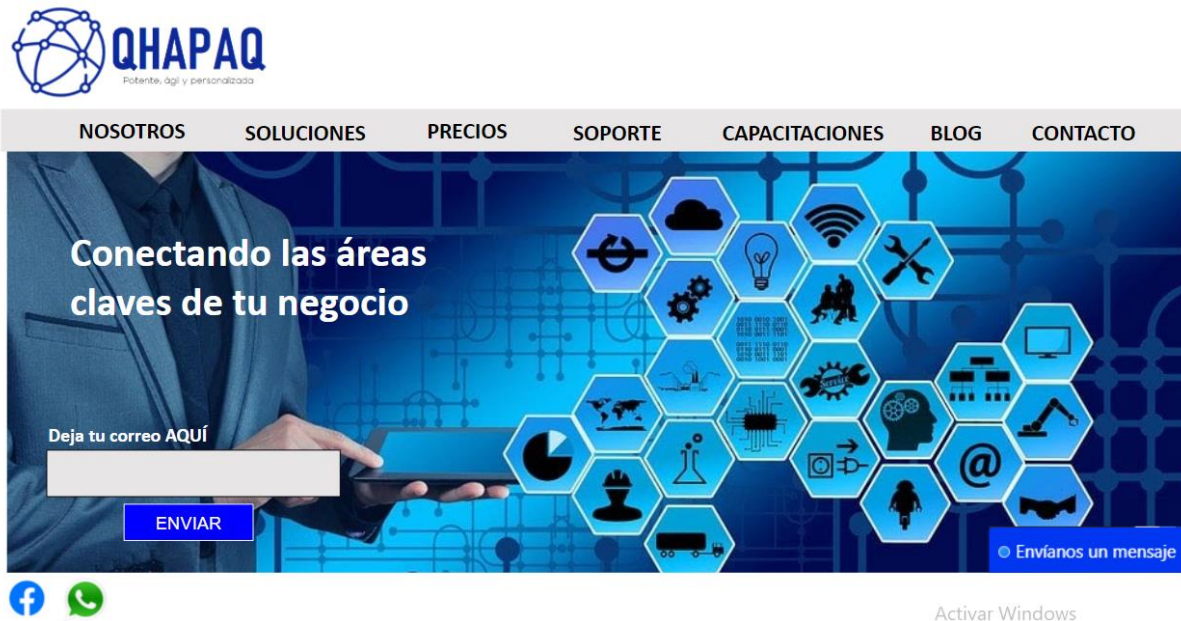 QHAPAQ
Potente, ágil y personalizada
NOSOTROS SOLUCIONES PRECIOS SOPORTE CAPACITACIONES BLOG CONTACTO
Conectando las áreas
claves de tu negocio
Deja tu correo AQUÍ
ENVIAR
@
Envíanos un mensaje
Activar Windows